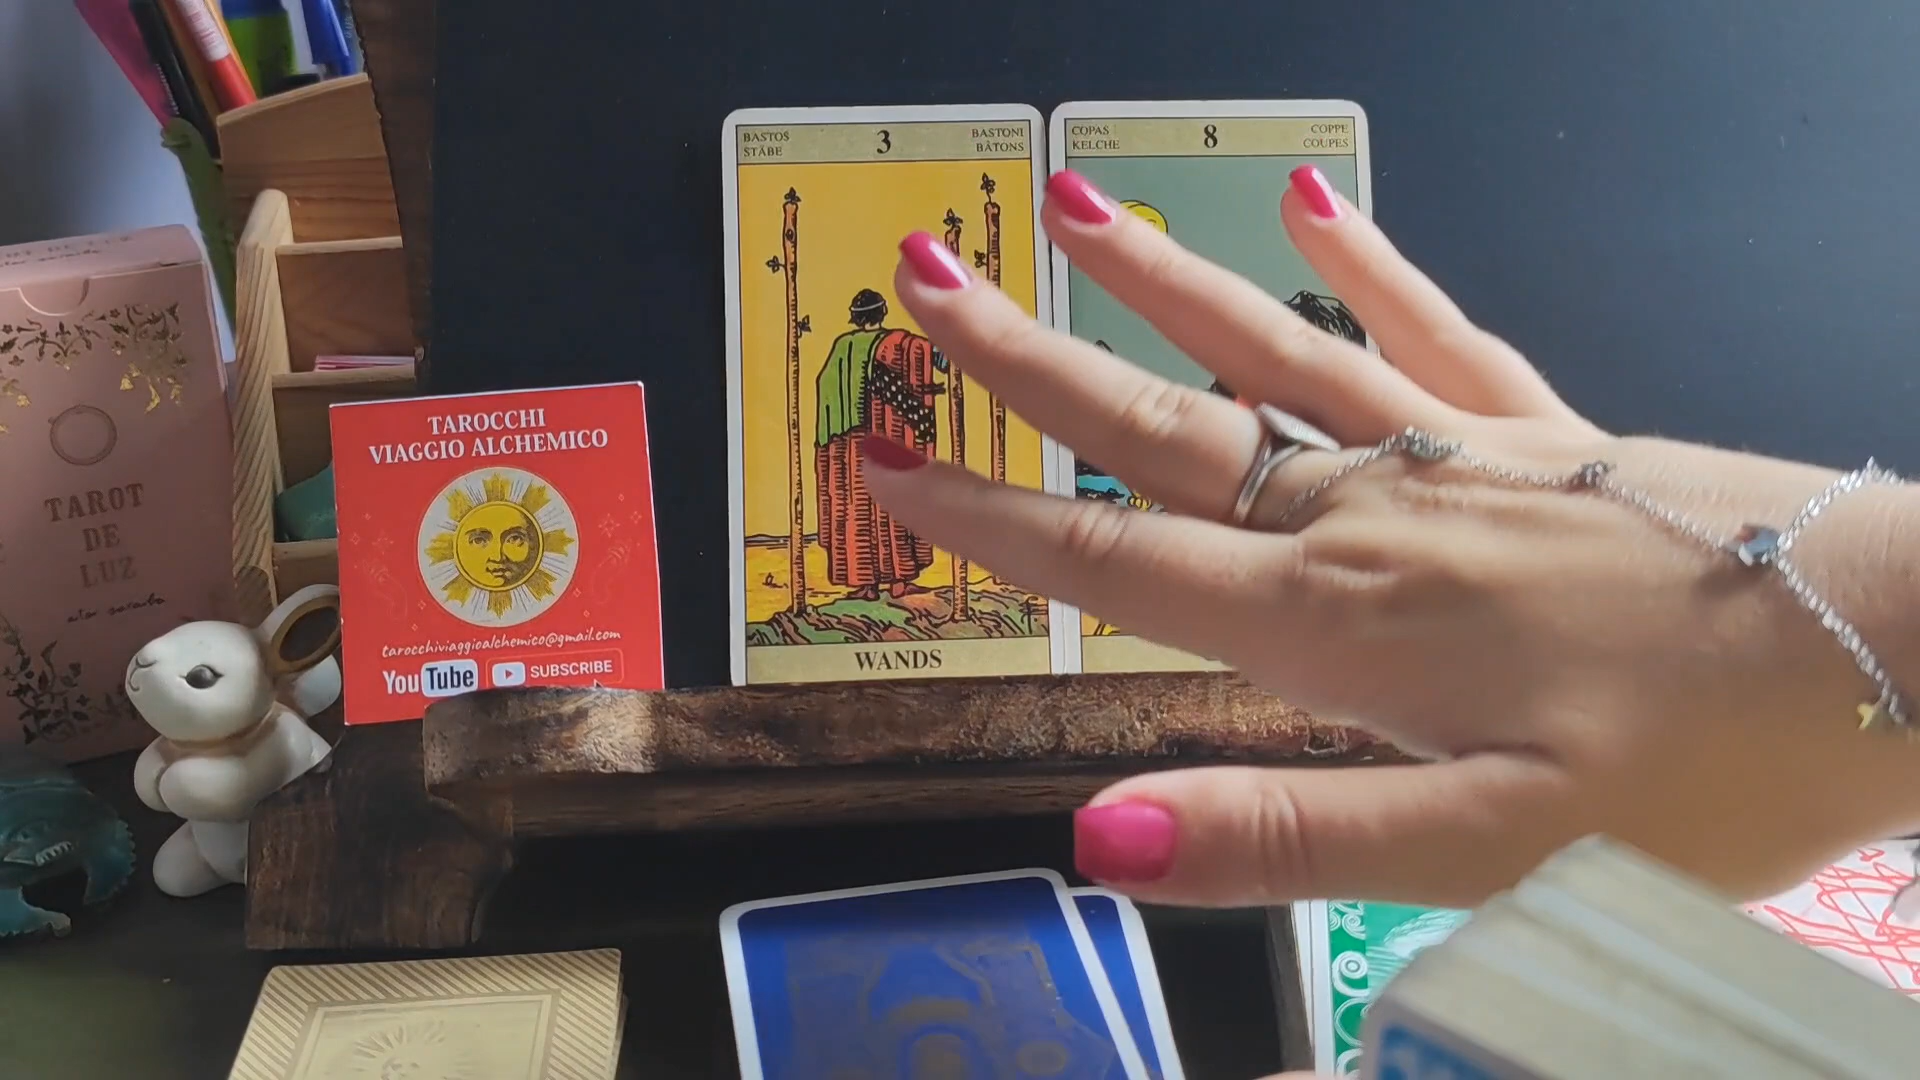 BASTOS
STÄBE
3
BASTONI
BÂTONS
COPAS
KELCHE
8
COPPE
COUPES
WANDS
TAROCCHI
VIAGGIO ALCHEMICO
tarocchiviaggioalchemico@gmail.com
YouTube SUBSCRIBE
TAROT
DE
LUZ